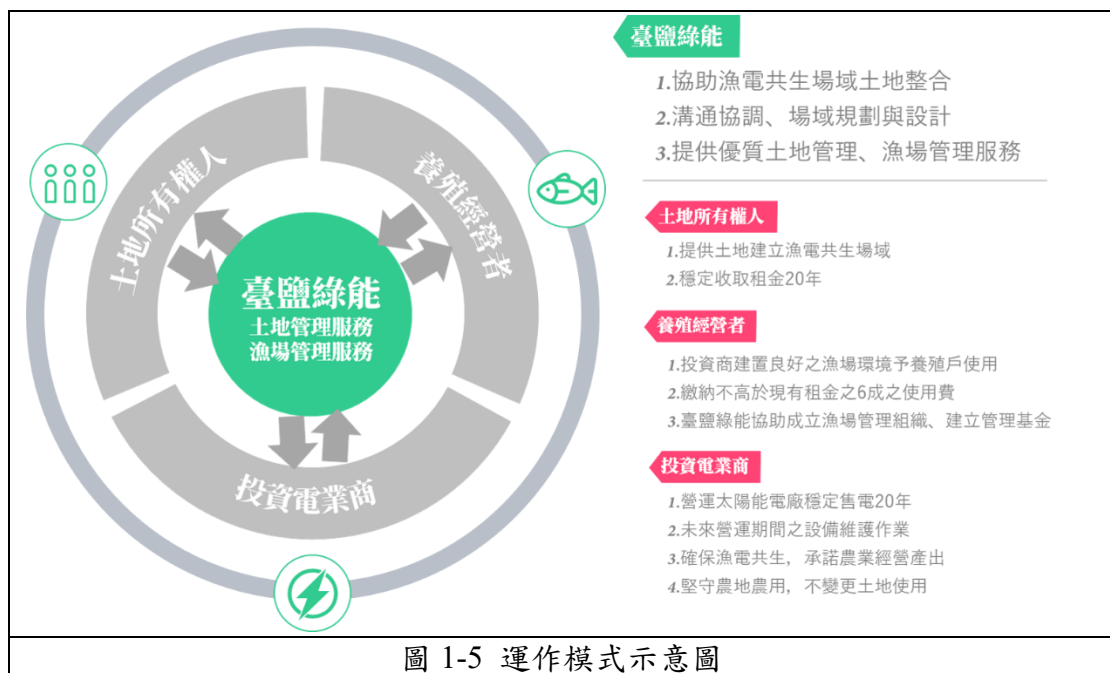 土地所有權人
養殖經營者
臺鹽綠能
土地管理服務
漁場管理服務
投資電業商
臺鹽綠能
1.協助漁電共生場域土地整合
2.溝通協調、場域規劃與設計
3.提供優質土地管理、漁場管理服務
土地所有權人
1.提供土地建立漁電共生場域
2.穩定收取租金20年
養殖經營者
1.投資商建置良好之漁場環境予養殖戶使用
2.繳納不高於現有租金之6成之使用費
3.臺鹽綠能協助成立漁場管理組織、建立管理基金
投資電業商
1.營運太陽能電廠穩定售電20年
2.未來營運期間之設備維護作業
3.確保漁電共生，承諾農業經營產出
4.堅守農地農用，不變更土地使用
圖 1-5 運作模式示意圖